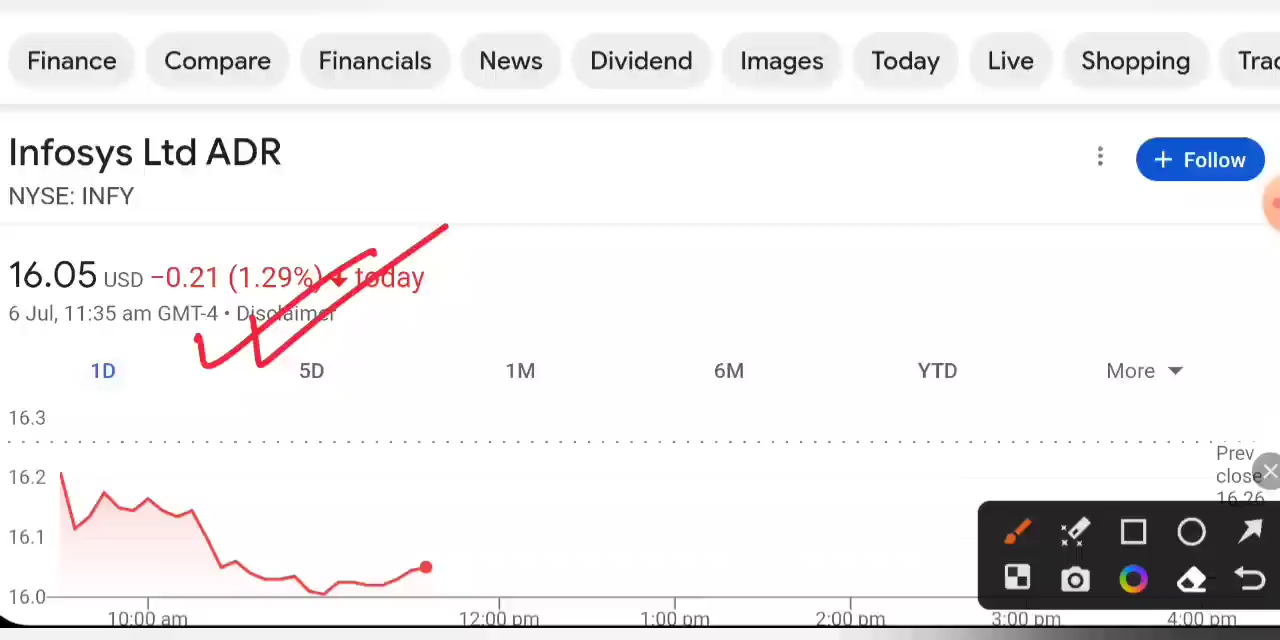 Finance Compare Financials News Dividend Images Today Live Shopping
Infosys Ltd ADR
+ Follow
NYSE: INFY
16.05 USD −0.21 (1.29%) today
6 Jul, 11:35 am GMT-4 • Disclaimer
1D 5D 1M 6M YTD More
16.3
Prev
close
16.26
16.2
16.1
16.0
10:00 am 12:00 pm 1:00 pm 2:00 pm 3:00 pm 4:00 pm